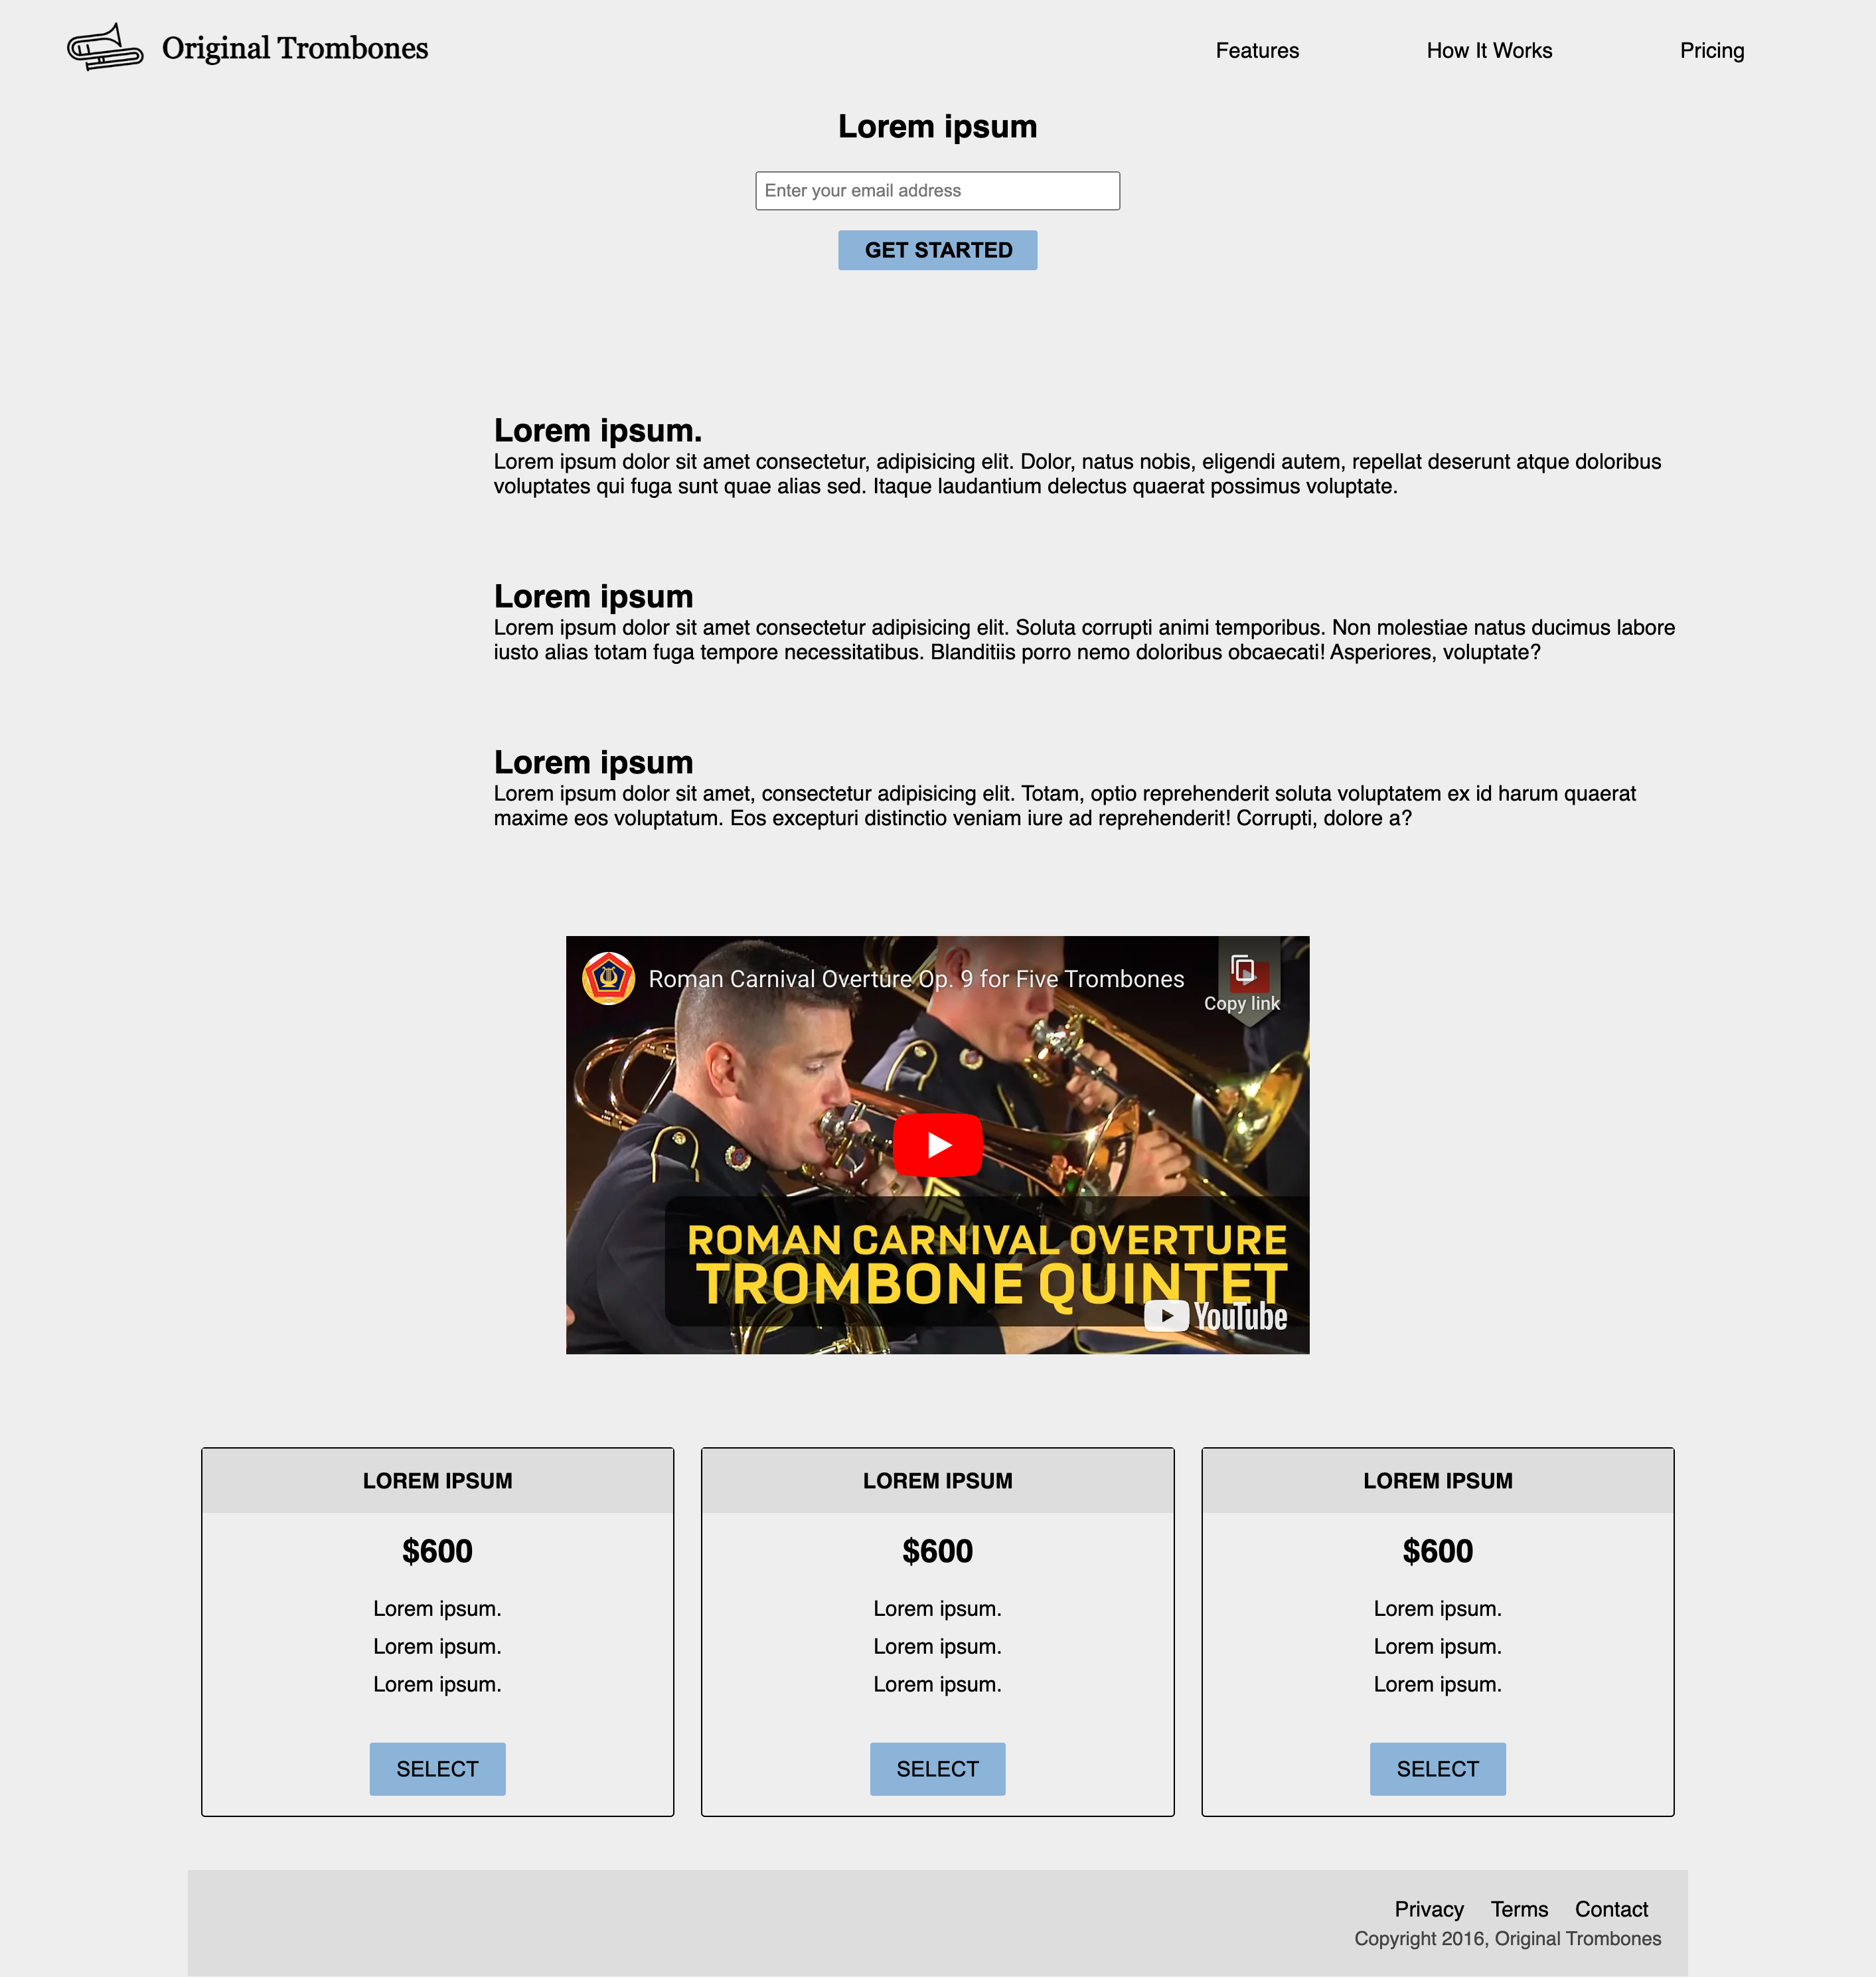 Original Trombones
Features
How It Works
Pricing
Lorem ipsum
Enter your email address
GET STARTED
Lorem ipsum.
Lorem ipsum dolor sit amet consectetur, adipisicing elit. Dolor, natus nobis, eligendi autem, repellat deserunt atque doloribus
voluptates qui fuga sunt quae alias sed. Itaque laudantium delectus quaerat possimus voluptate.
Lorem ipsum
Lorem ipsum dolor sit amet consectetur adipisicing elit. Soluta corrupti animi temporibus. Non molestiae natus ducimus labore
iusto alias totam fuga tempore necessitatibus. Blanditiis porro nemo doloribus obcaecati! Asperiores, voluptate?
Lorem ipsum
Lorem ipsum dolor sit amet, consectetur adipisicing elit. Totam, optio reprehenderit soluta voluptatem ex id harum quaerat
maxime eos voluptatum. Eos excepturi distinctio veniam iure ad reprehenderit! Corrupti, dolore a?
Roman Carnival Overture Op. 9 for Five Trombones
Copy link
ROMAN CARNIVAL OVERTURE
TROMBONE QUINTET
YouTube
LOREM IPSUM
$600
Lorem ipsum.
Lorem ipsum.
Lorem ipsum.
SELECT
LOREM IPSUM
$600
Lorem ipsum.
Lorem ipsum.
Lorem ipsum.
SELECT
LOREM IPSUM
$600
Lorem ipsum.
Lorem ipsum.
Lorem ipsum.
SELECT
Privacy
Terms
Contact
Copyright 2016, Original Trombones